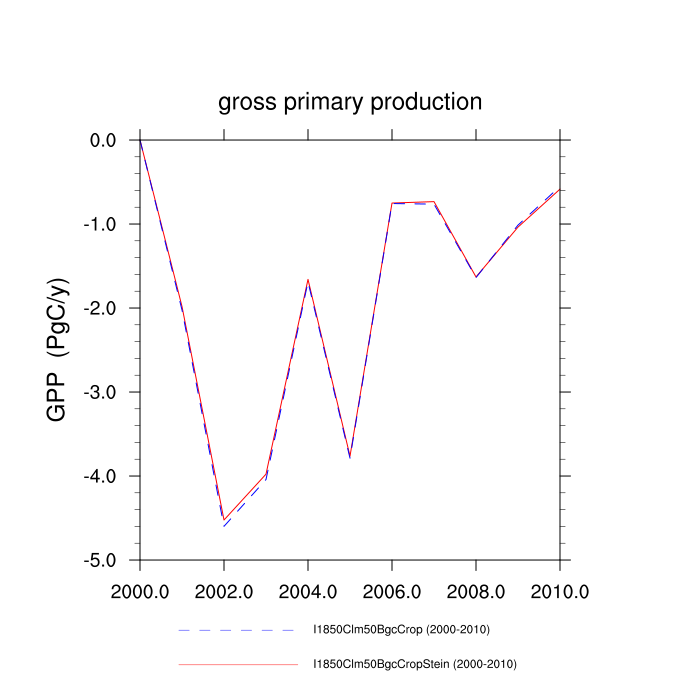 gross primary production
GPP (PgC/y)
0.0
-1.0
-2.0
-3.0
-4.0
-5.0
2000.0 2002.0 2004.0 2006.0 2008.0 2010.0
I1850Clm50BgcCrop (2000-2010)
I1850Clm50BgcCropStein (2000-2010)